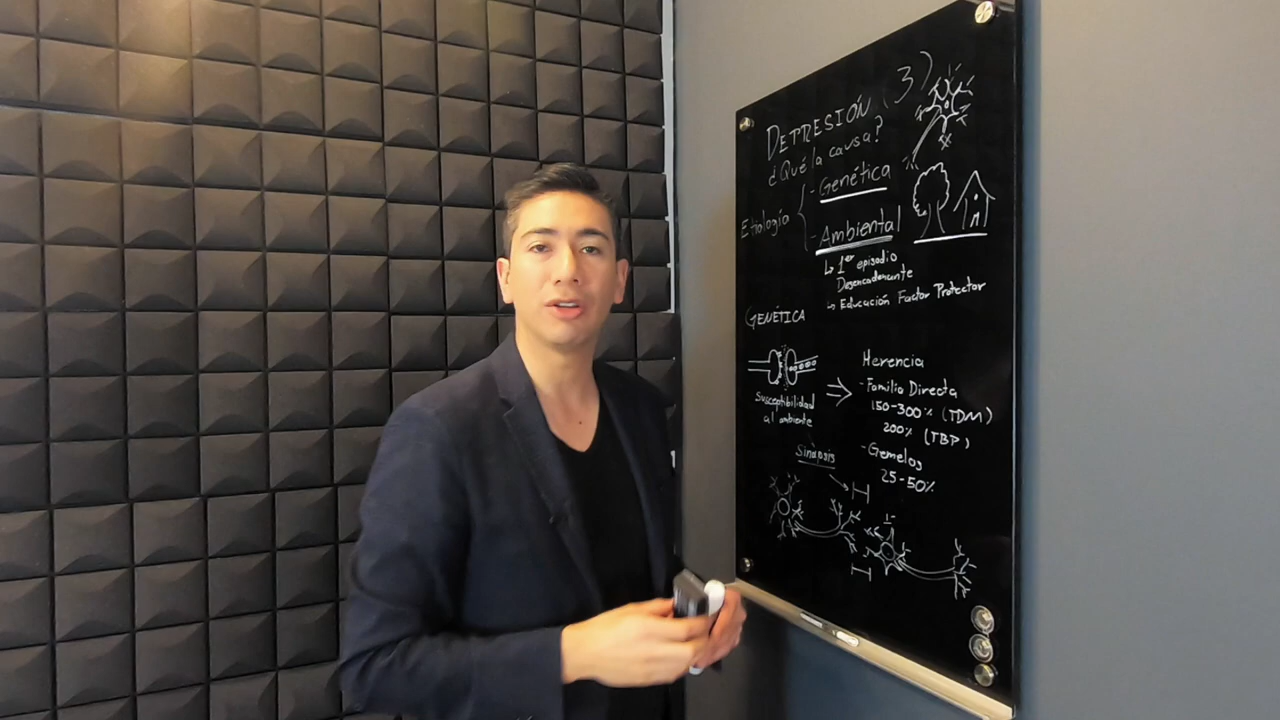 DEPRESIÓN (3)
¿Qué la causa?
Etiología
- Genética
- Ambiental
↳ 1er episodio
Desencadenante
↳ Educación Factor Protector
GENÉTICA
Susceptibilidad
al ambiente
Herencia
- Familia Directa
150-300% (TDM)
200% (TBP)
- Gemelos
25-50%
Sinápsis